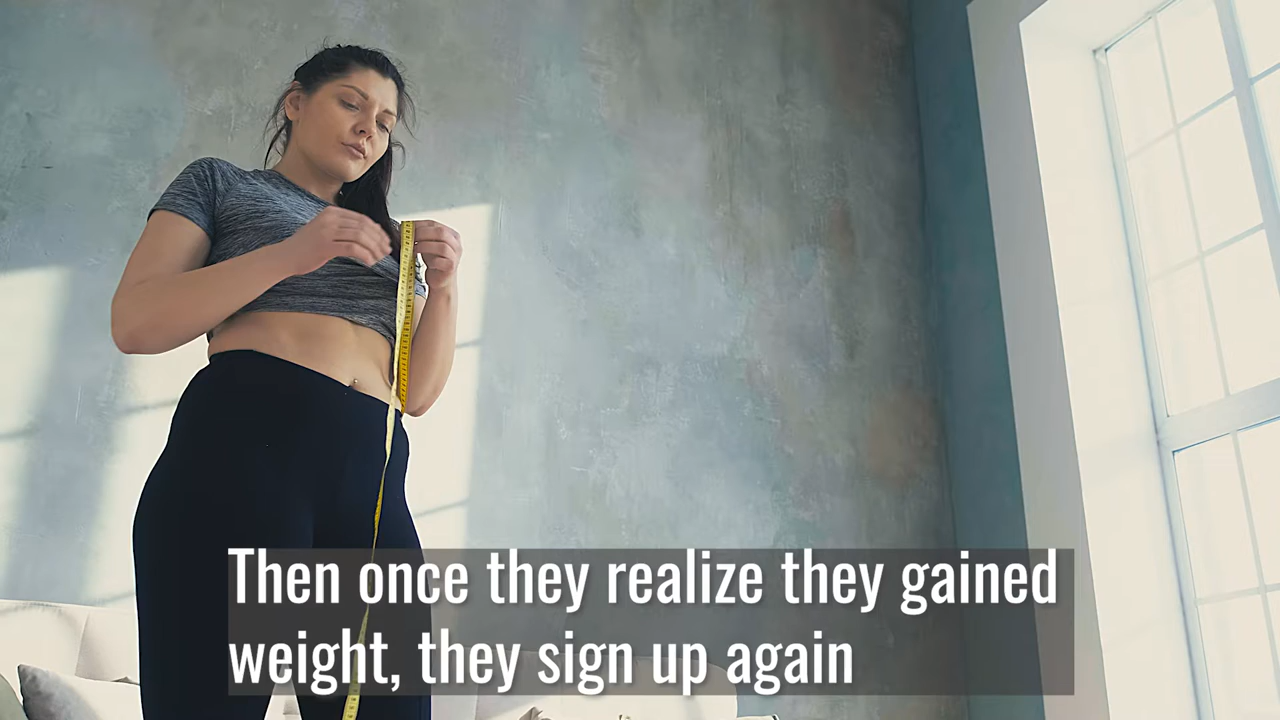 Then once they realize they gained
weight, they sign up again